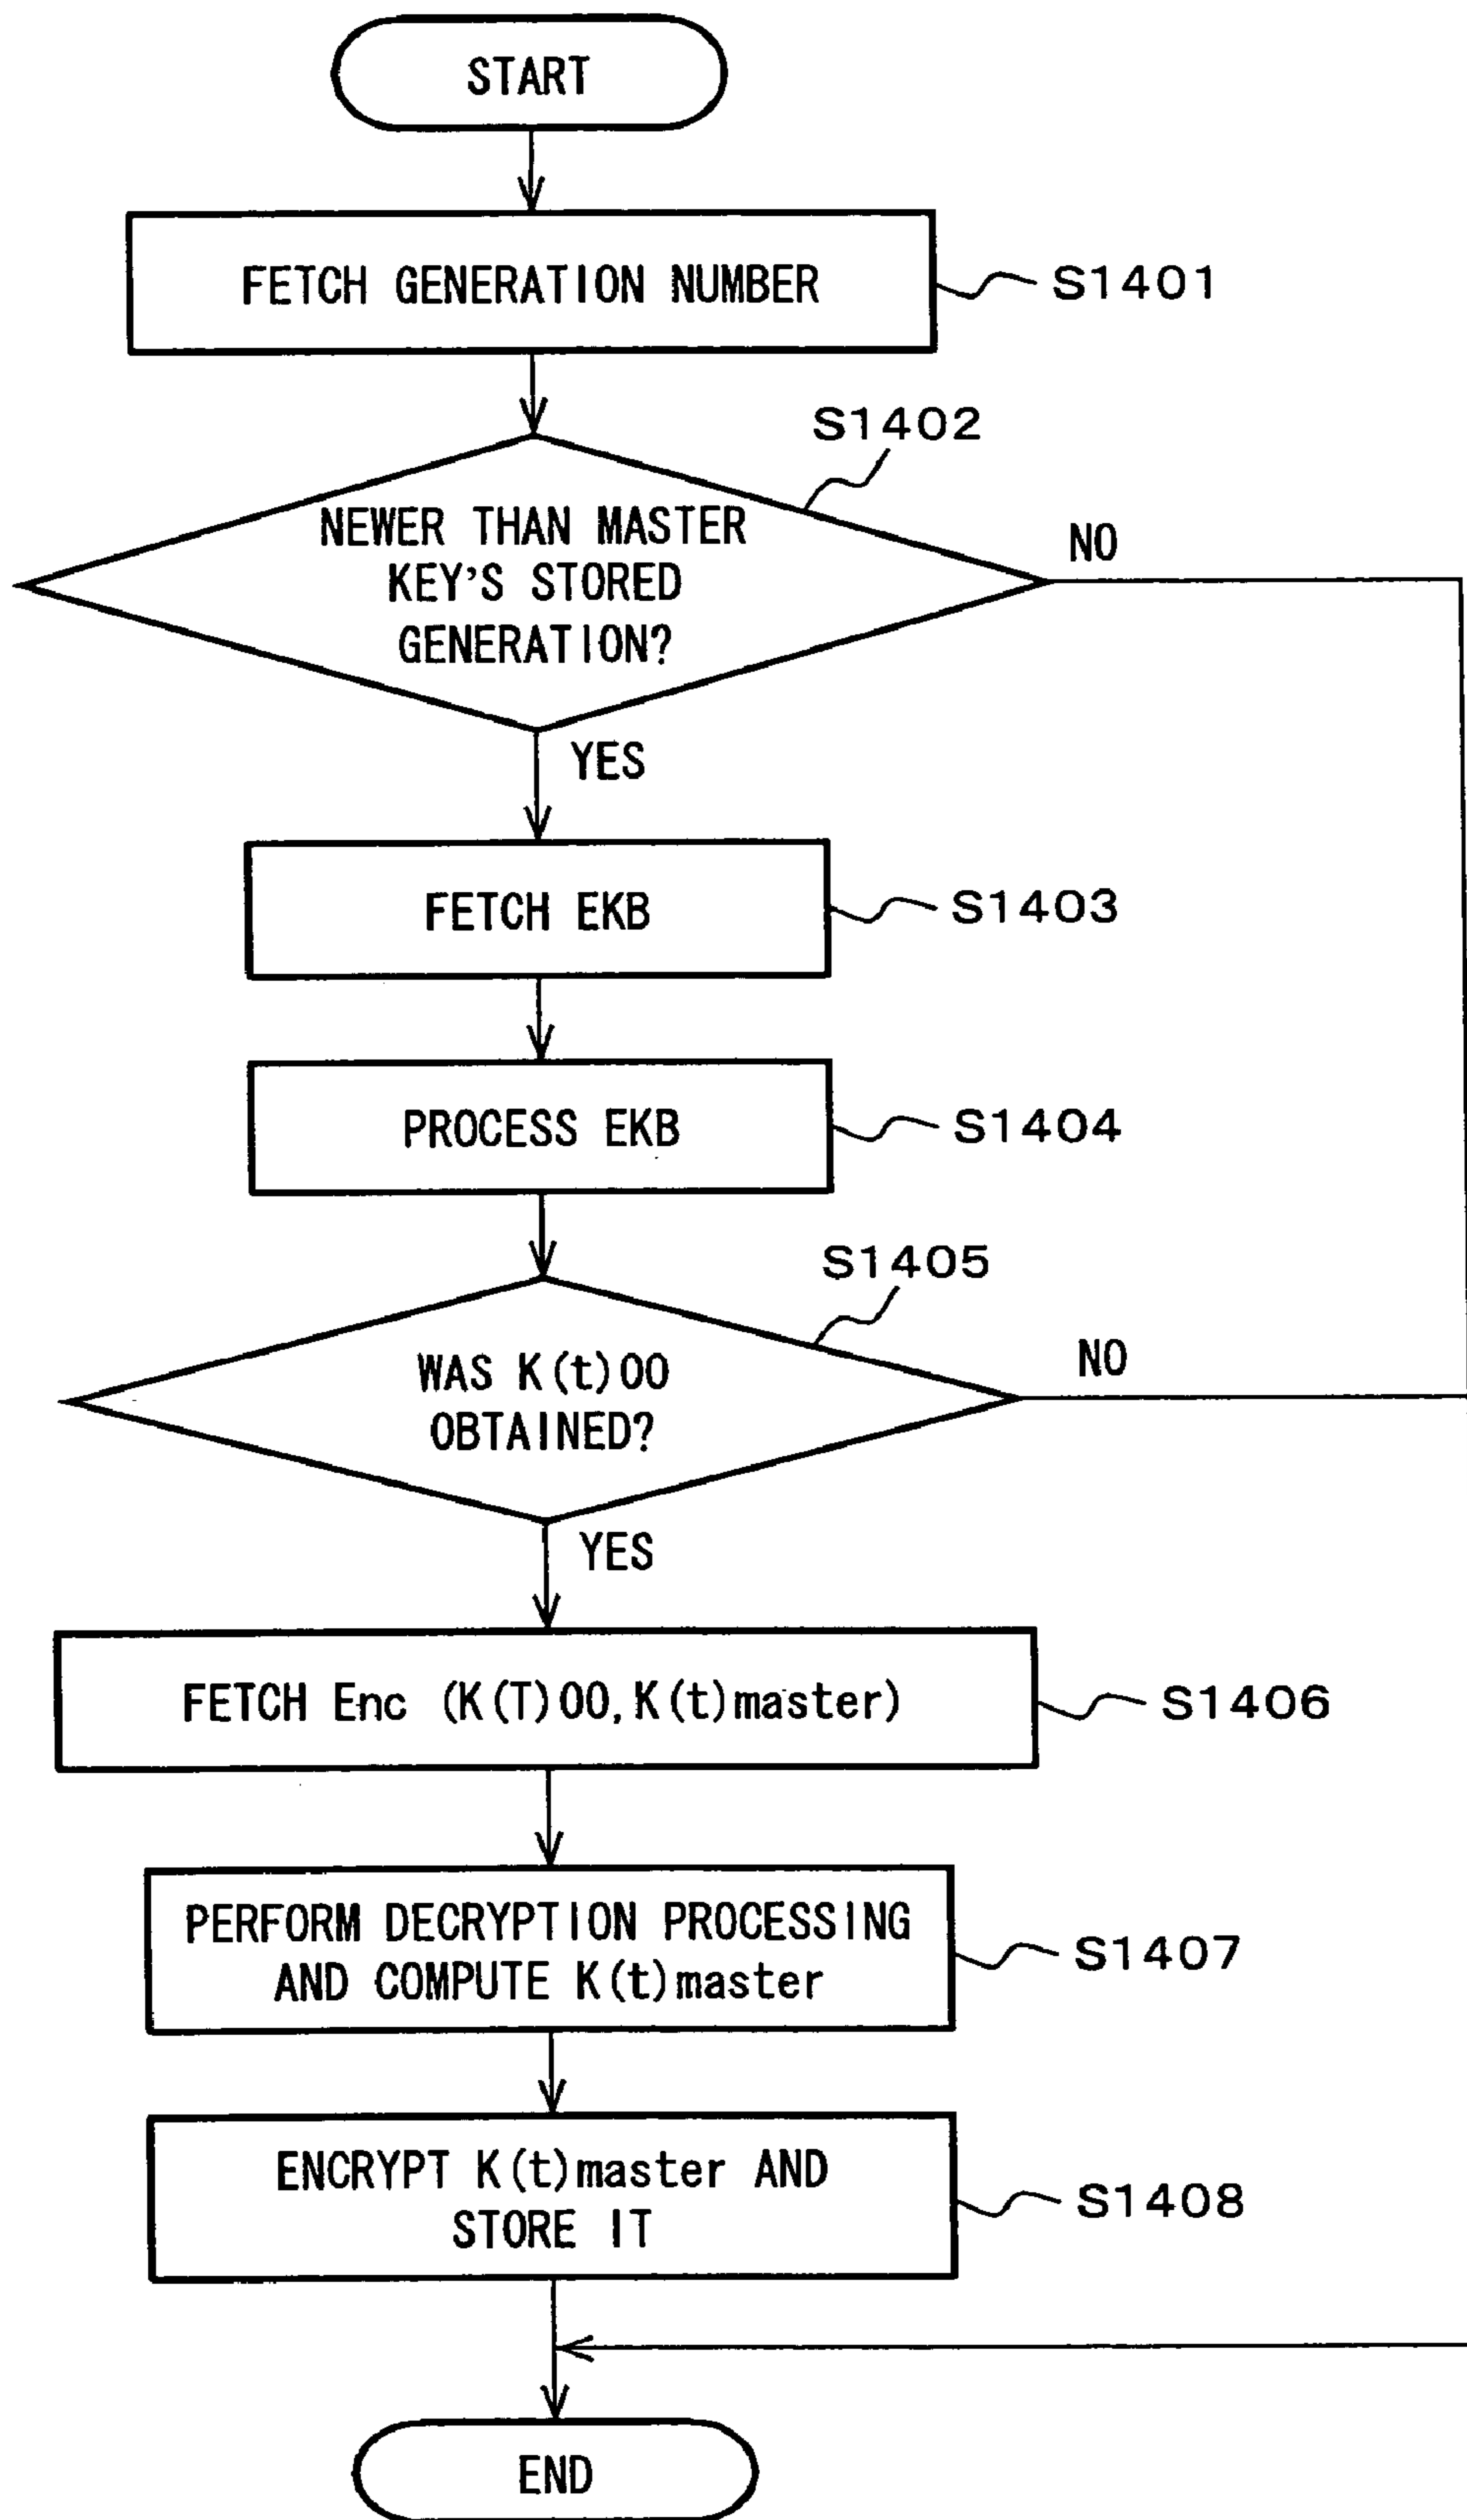 START
FETCH GENERATION NUMBER
S1401
S1402
NEWER THAN MASTER
KEY'S STORED
GENERATION?
NO
YES
FETCH EKB
S1403
PROCESS EKB
S1404
S1405
WAS K(t)00
OBTAINED?
NO
YES
FETCH Enc (K(T)00,K(t)master)
S1406
PERFORM DECRYPTION PROCESSING
AND COMPUTE K(t)master
S1407
ENCRYPT K(t)master AND
STORE IT
S1408
END